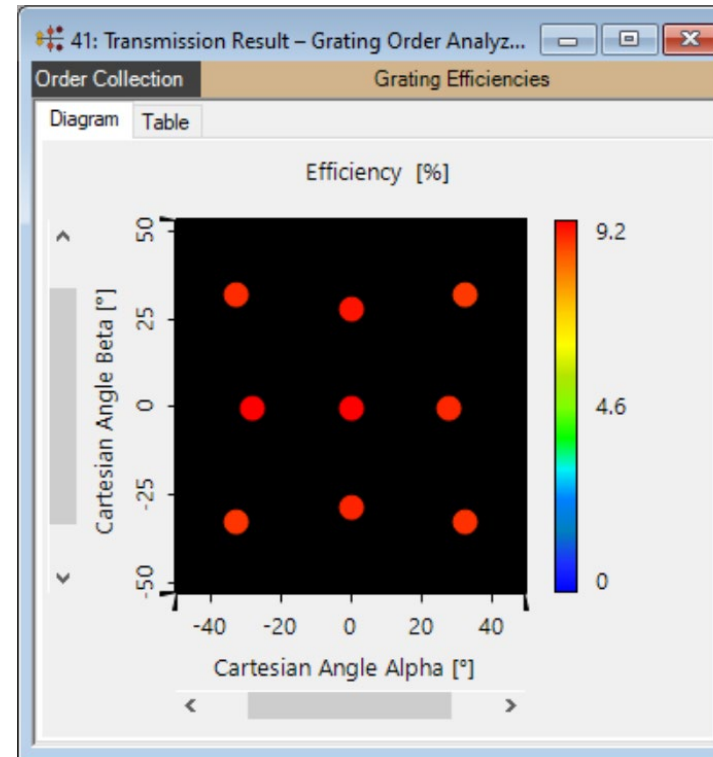 41: Transmission Result – Grating Order Analyz...
Order Collection Grating Efficiencies
Diagram Table
Efficiency [%]
50
25
0
-25
-50
Cartesian Angle Beta [°]
9.2
4.6
0
-40 -20 0 20 40
Cartesian Angle Alpha [°]